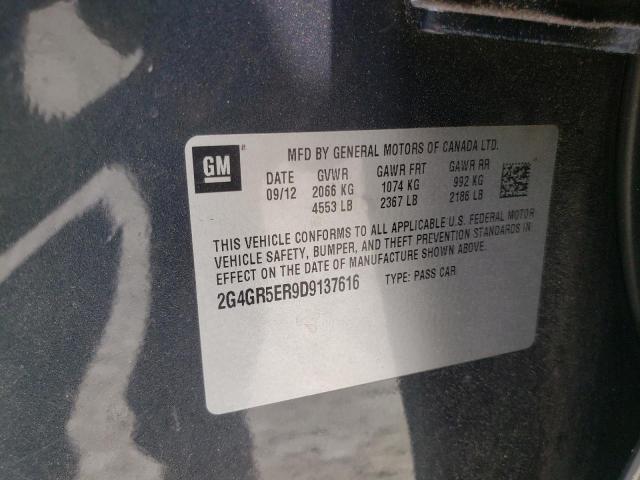 GM
MFD BY GENERAL MOTORS OF CANADA LTD.
DATE GVWR GAWR FRT GAWR RR
09/12 2066 KG 1074 KG 992 KG
4553 LB 2367 LB 2186 LB
THIS VEHICLE CONFORMS TO ALL APPLICABLE U.S. FEDERAL MOTOR
VEHICLE SAFETY, BUMPER, AND THEFT PREVENTION STANDARDS IN
EFFECT ON THE DATE OF MANUFACTURE SHOWN ABOVE.
2G4GR5ER9D9137616 TYPE: PASS CAR